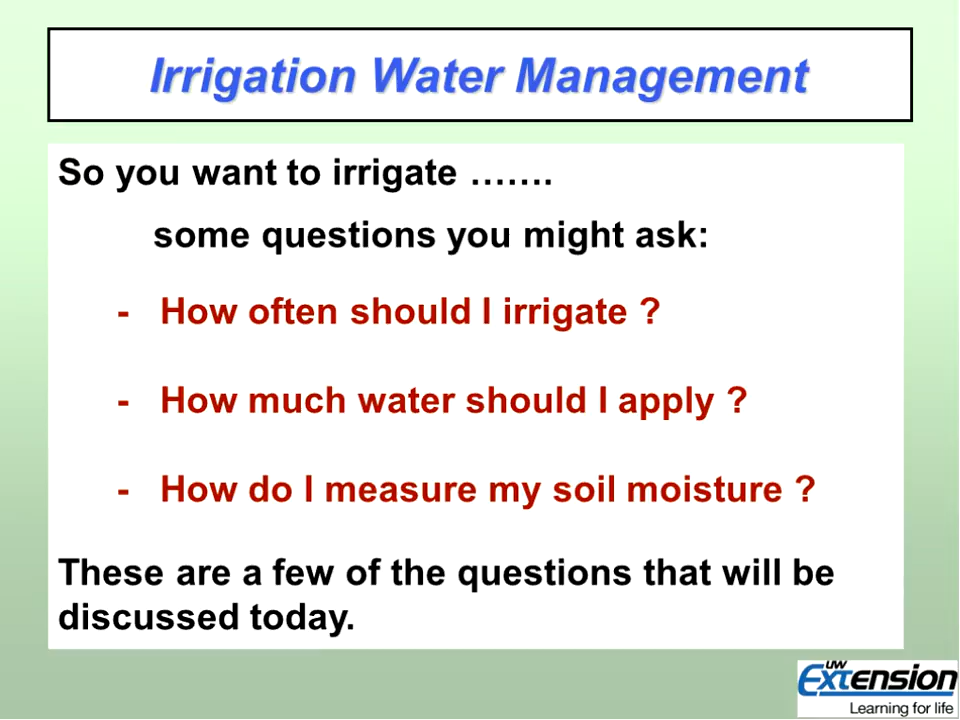 Irrigation Water Management
So you want to irrigate …….
some questions you might ask:
- How often should I irrigate ?
- How much water should I apply ?
- How do I measure my soil moisture ?
These are a few of the questions that will be
discussed today.
UW
Extension
Learning for life